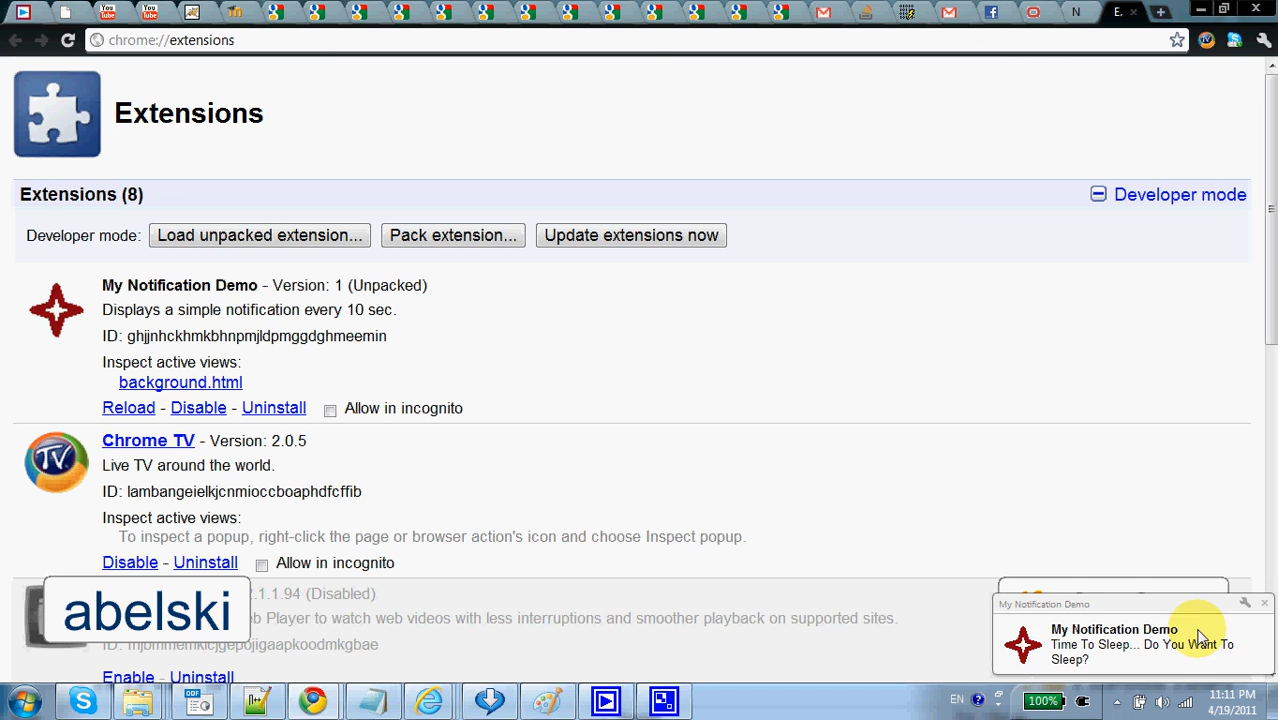 You
Tube
You
Tube
N
E.
chrome://extensions
Extensions
Extensions (8)
Developer mode
Developer mode:
Load unpacked extension...
Pack extension...
Update extensions now
My Notification Demo - Version: 1 (Unpacked)
Displays a simple notification every 10 sec.
ID: ghjjnhckhmkbhnpmjldpmggdghmeemin
Inspect active views:
background.html
Reload - Disable - Uninstall
Allow in incognito
TV
Chrome TV - Version: 2.0.5
Live TV around the world.
ID: lambangeielkjcnmioccboaphdfcffib
Inspect active views:
To inspect a popup, right-click the page or browser action's icon and choose Inspect popup.
Disable - Uninstall
Allow in incognito
2.1.1.94 (Disabled)
abelski
Player to watch web videos with less interruptions and smoother playback on supported sites.
Enable - Uninstall
My Notification Demo
My Notification Demo
Time To Sleep... Do You Want To
Sleep?
EN
100%
11:11 PM
4/19/2011